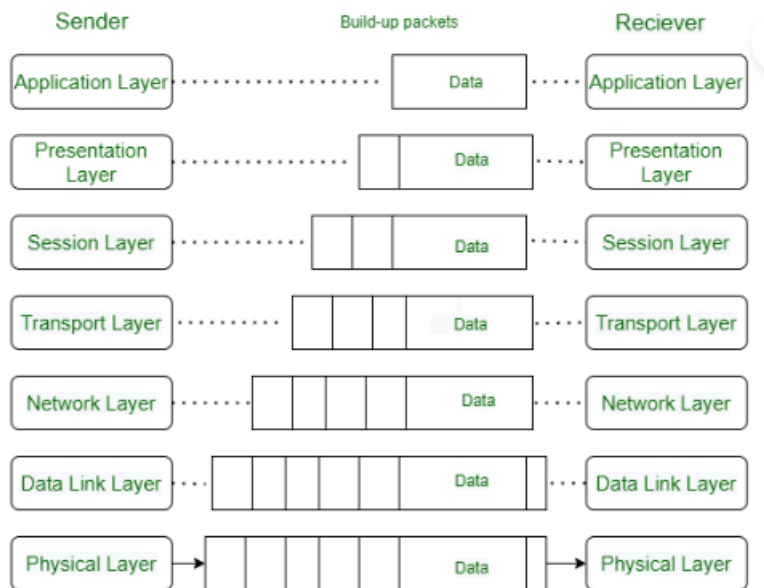 Sender Build-up packets Reciever
Application Layer Data Application Layer
Presentation Layer Data Presentation Layer
Session Layer Data Session Layer
Transport Layer Data Transport Layer
Network Layer Data Network Layer
Data Link Layer Data Data Link Layer
Physical Layer Data Physical Layer